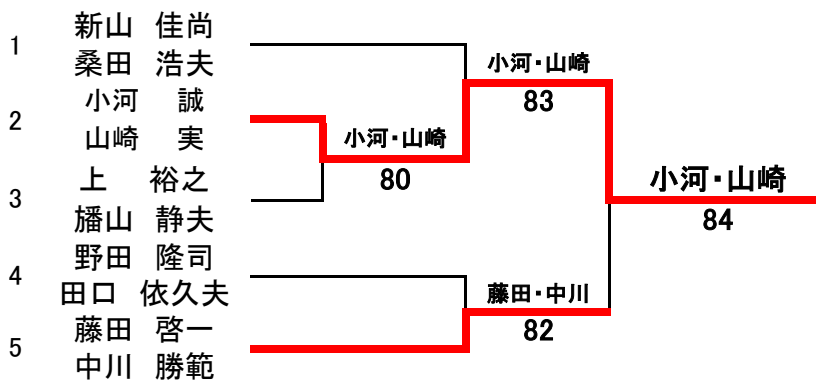 1
新山 佳尚
桑田 浩夫
2
小河 誠
山崎 実
3
上 裕之
旛山 静夫
4
野田 隆司
田口 依久夫
5
藤田 啓一
中川 勝範
小河・山崎
80
小河・山崎
83
藤田・中川
82
小河・山崎
84